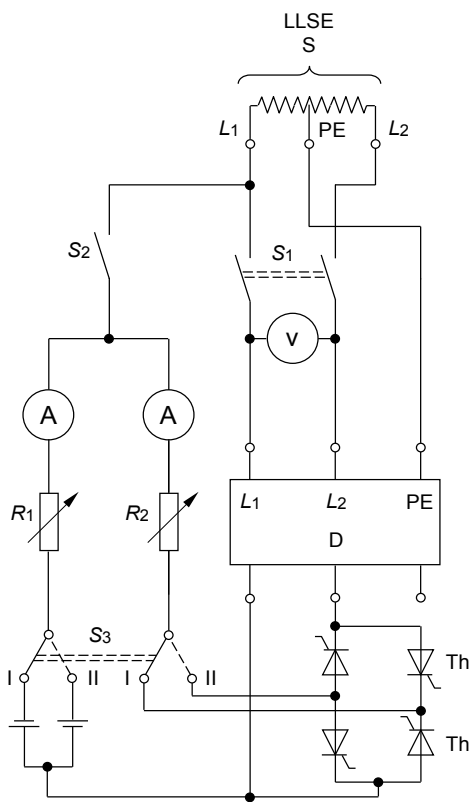 LLSE
S
L1 PE L2
S2
S1
V
A A
R1 R2
L1 L2 PE
D
S3
I II I II
Th
Th